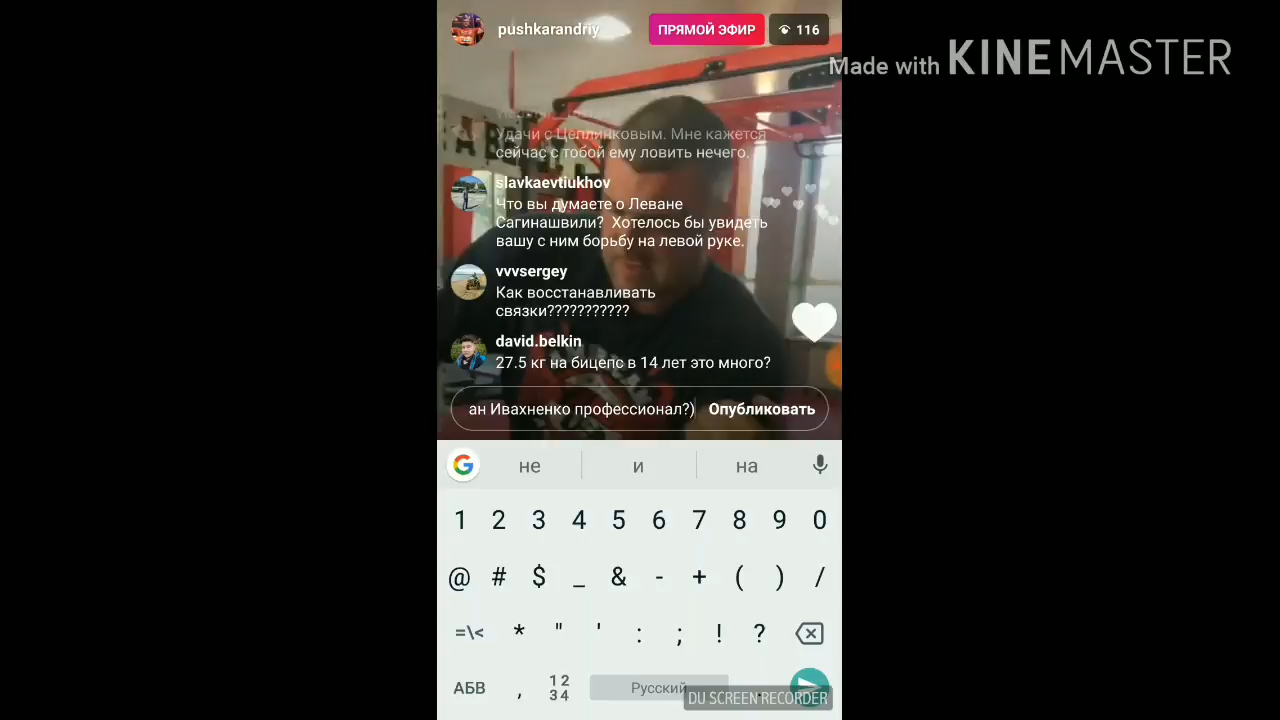 pushkarandriy
ПРЯМОЙ ЭФИР
116
Made with KINEMASTER
Удачи с Цеплинковым. Мне кажется
сейчас с тобой ему ловить нечего.
slavkaevtiukhov
Что вы думаете о Леване
Сагинашвили? Хотелось бы увидеть
вашу с ним борьбу на левой руке.
vvvsergey
Как восстанавливать
связки???????????
david.belkin
27.5 кг на бицепс в 14 лет это много?
ан Ивахненко профессионал?)
Опубликовать
G
не
и
на
1 2 3 4 5 6 7 8 9 0
@ # $ _ & - + ( ) /
=\< * " ' : ; ! ?
АБВ , 12 34 Русский .
DU SCREEN RECORDER